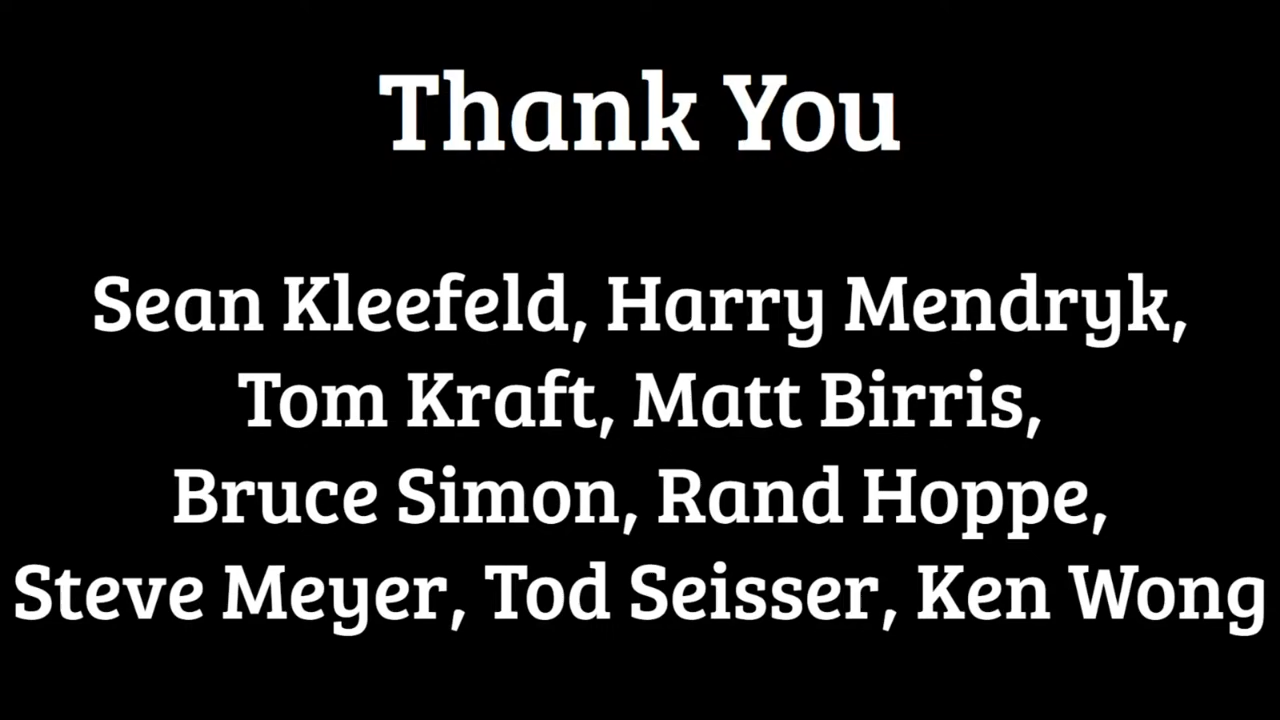 Thank You
Sean Kleefeld, Harry Mendryk,
Tom Kraft, Matt Birris,
Bruce Simon, Rand Hoppe,
Steve Meyer, Tod Seisser, Ken Wong